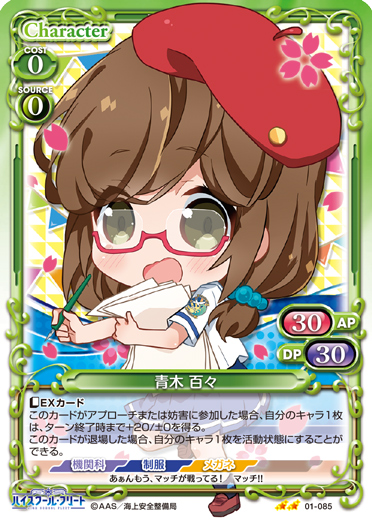 Character
COST
0
SOURCE
0
30 AP
DP 30
青木 百々
EXカード
このカードがアプローチまたは妨害に参加した場合、自分のキャラ1枚
は、ターン終了時まで+20/±0を得る。
このカードが退場した場合、自分のキャラ1枚を活動状態にすることが
できる。
機関科 制服 メガネ
あぁんもう、マッチが戦ってる! マッチ!!
ハイスクール・フリート
©AAS/海上安全整備局
01-085